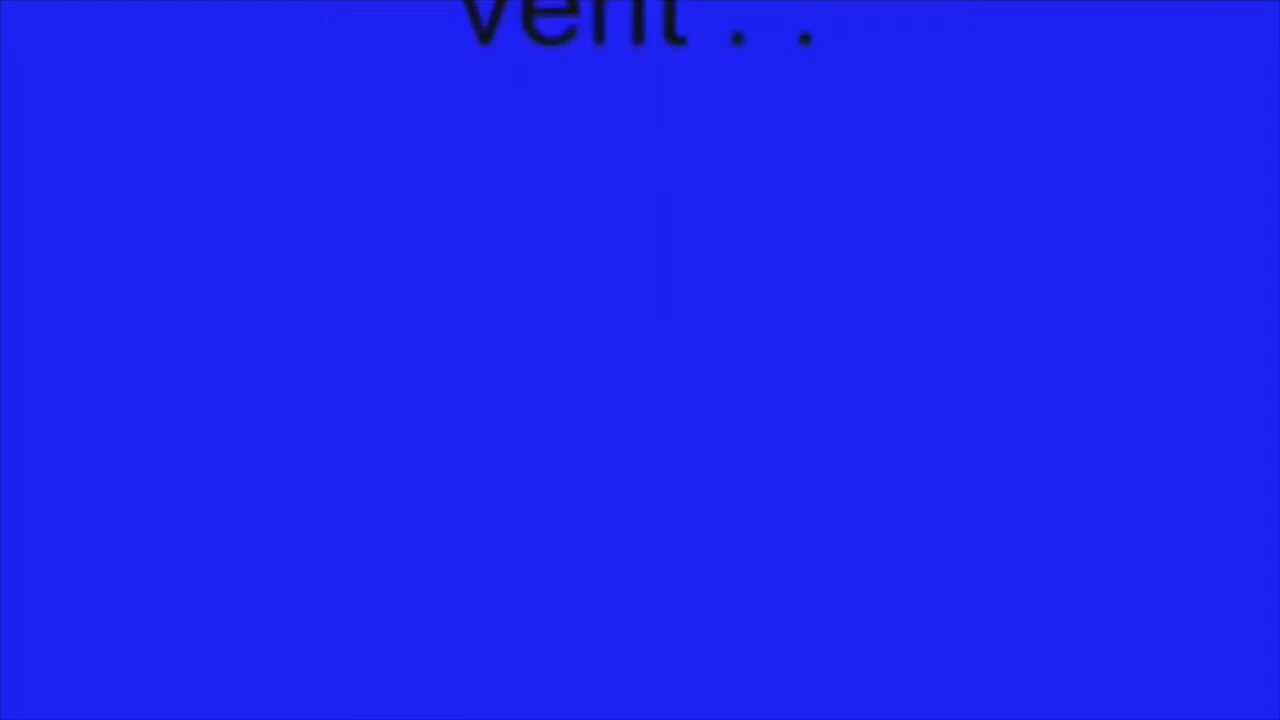 vent . .